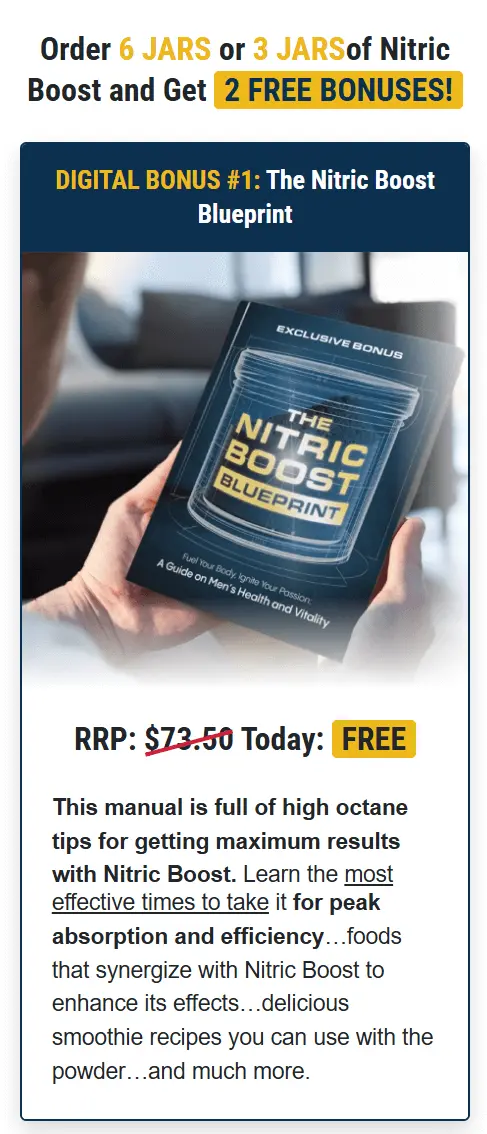 Order 6 JARS or 3 JARSof Nitric
Boost and Get 2 FREE BONUSES!
DIGITAL BONUS #1: The Nitric Boost
Blueprint
EXCLUSIVE BONUS
THE
NITRIC
BOOST
BLUEPRINT
Fuel Your Body, Ignite Your Passion:
A Guide on Men's Health and Vitality
RRP: $73.50 Today: FREE
This manual is full of high octane
tips for getting maximum results
with Nitric Boost. Learn the most
effective times to take it for peak
absorption and efficiency…foods
that synergize with Nitric Boost to
enhance its effects…delicious
smoothie recipes you can use with the
powder…and much more.